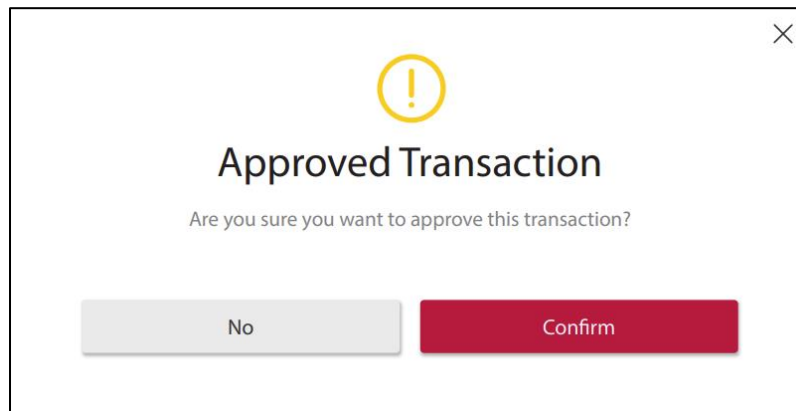 Approved Transaction
Are you sure you want to approve this transaction?
No
Confirm